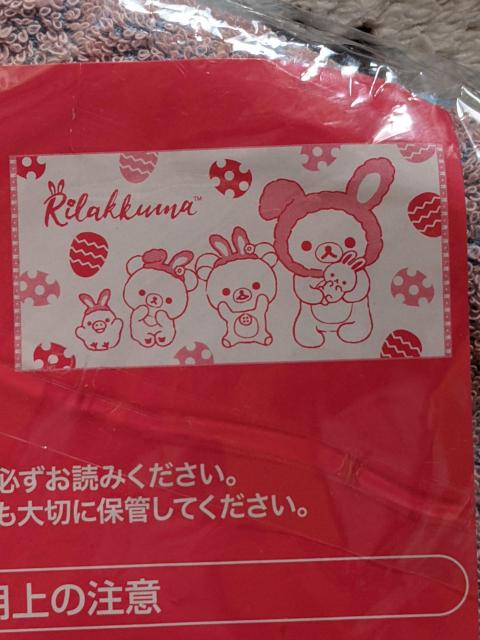 Rilakkuma™
必ずお読みください。
も大切に保管してください。
用上の注意